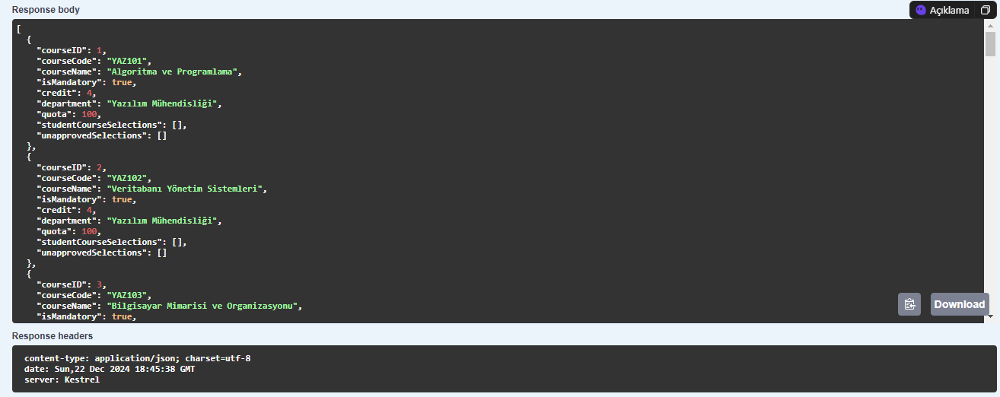 Response body
Açıklama
[
  {
    "courseID": 1,
    "courseCode": "YAZ101",
    "courseName": "Algoritma ve Programlama",
    "isMandatory": true,
    "credit": 4,
    "department": "Yazılım Mühendisliği",
    "quota": 100,
    "studentCourseSelections": [],
    "unapprovedSelections": []
  },
  {
    "courseID": 2,
    "courseCode": "YAZ102",
    "courseName": "Veritabanı Yönetim Sistemleri",
    "isMandatory": true,
    "credit": 4,
    "department": "Yazılım Mühendisliği",
    "quota": 100,
    "studentCourseSelections": [],
    "unapprovedSelections": []
  },
  {
    "courseID": 3,
    "courseCode": "YAZ103",
    "courseName": "Bilgisayar Mimarisi ve Organizasyonu",
    "isMandatory": true,
Download
Response headers
content-type: application/json; charset=utf-8
date: Sun,22 Dec 2024 18:45:38 GMT
server: Kestrel